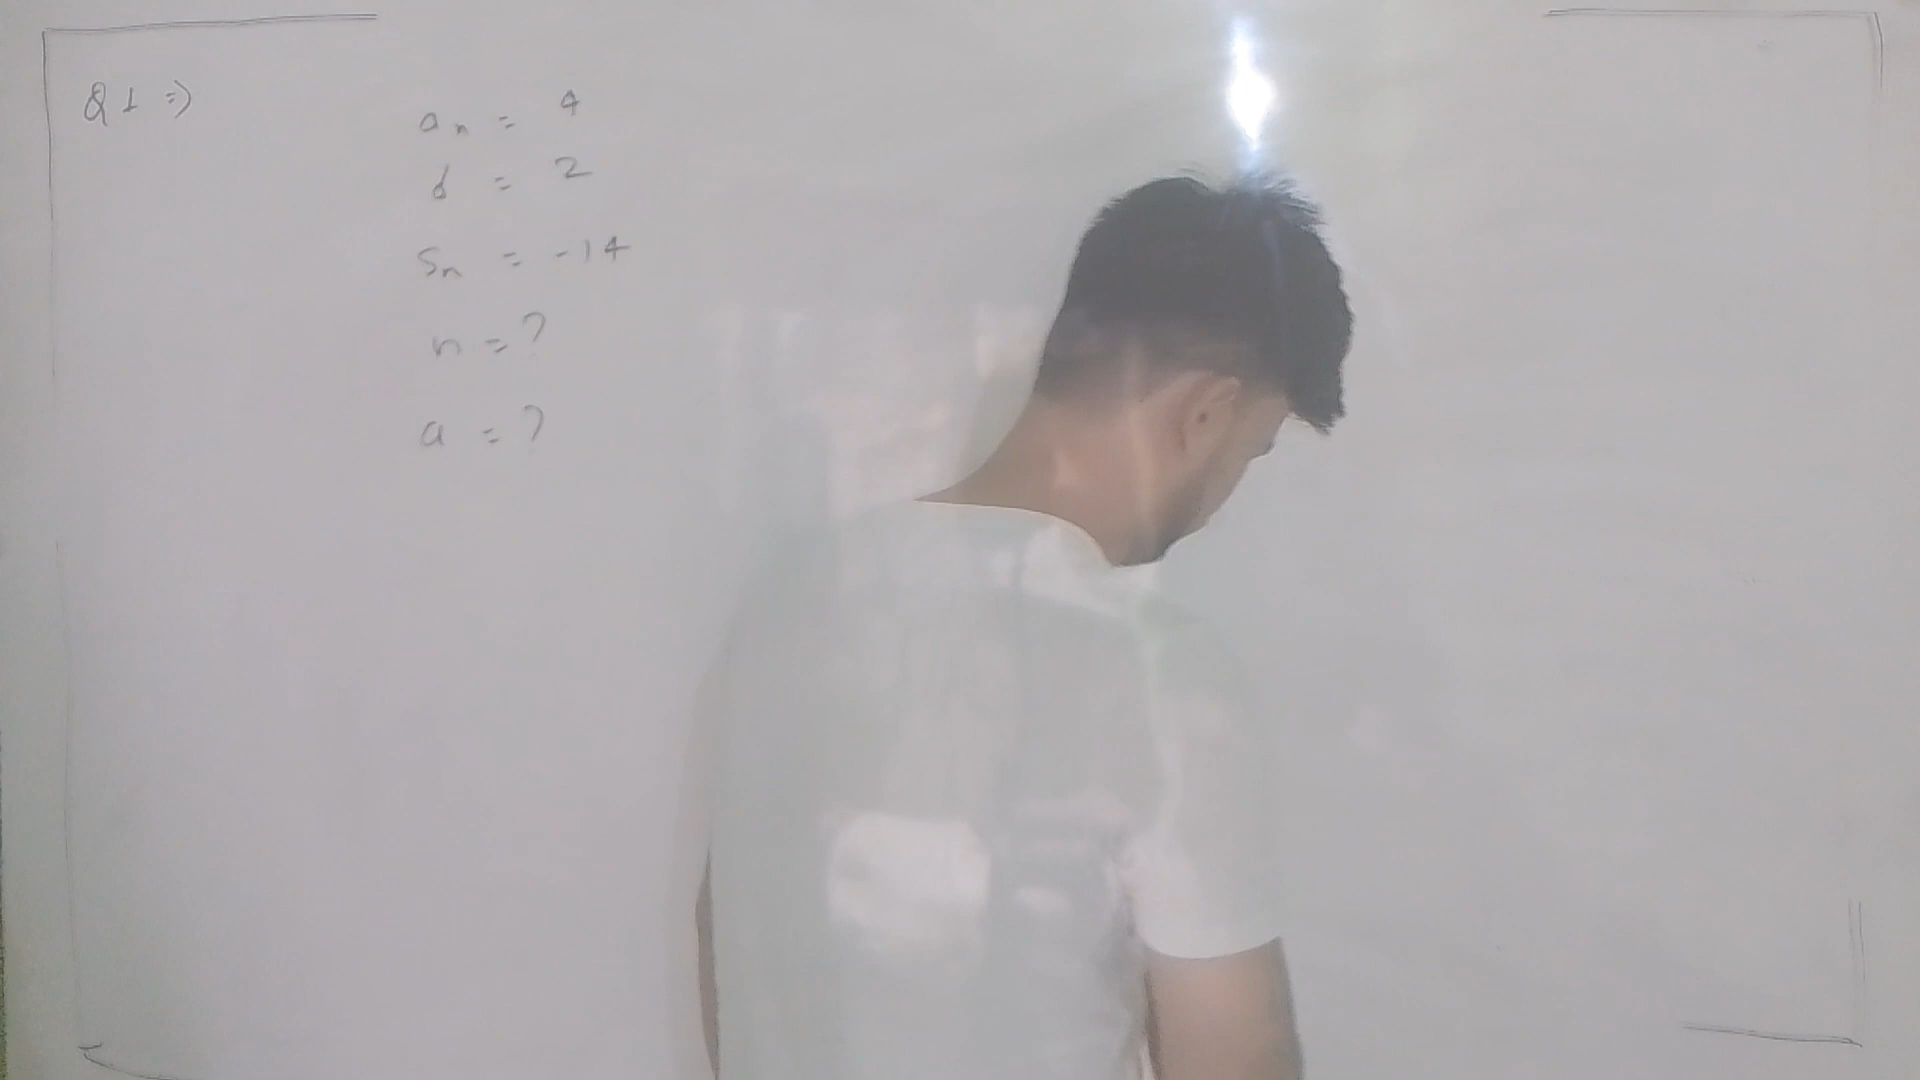 Q1 =>
aₙ = 4
d = 2
Sₙ = -14
n = ?
a = ?